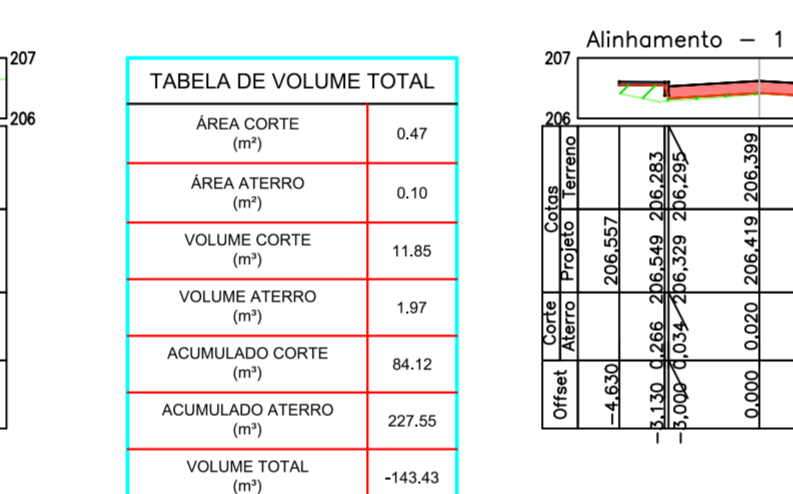 207
206
TABELA DE VOLUME TOTAL
ÁREA CORTE
(m²)
0.47
ÁREA ATERRO
(m²)
0.10
VOLUME CORTE
(m³)
11.85
VOLUME ATERRO
(m³)
1.97
ACUMULADO CORTE
(m³)
84.12
ACUMULADO ATERRO
(m³)
227.55
VOLUME TOTAL
(m³)
-143.43
Alinhamento - 1
207
206
Cotas
Terreno
206,283
206,295
206,399
Projeto
206,557
206,549
206,329
206,419
Corte
Aterro
0,266
0,034
0,020
Offset
-4,630
-3,130
-3,000
0,000